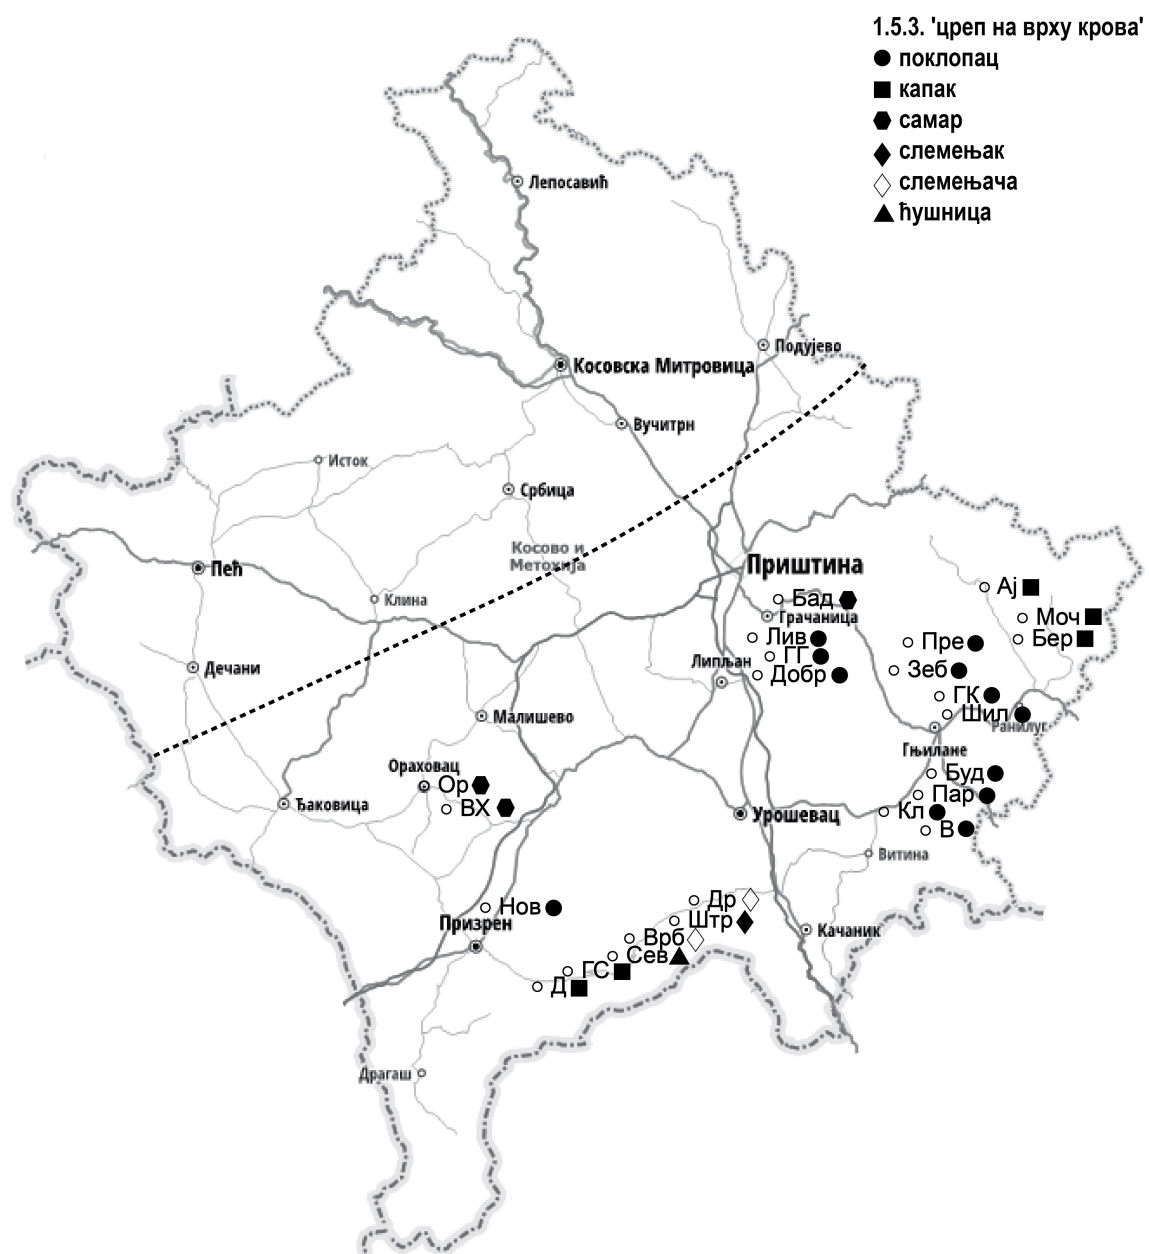 1.5.3. 'цреп на врху крова'
поклопац
капак
самар
слемењак
слемењача
ћушница
Лепосавић
Подујево
Косовска Митровица
Вучитрн
Исток
Србица
Косово и
Метохија
Приштина
Пећ
Клина
Бад
Грачаница
Ај
Моч
Бер
Лив
ГГ
Добр
Пре
Зеб
ГК
Шил
Ранилуг
Дечани
Липљан
Малишево
Гњилане
Ораховац
Ор
ВХ
Ђаковица
Буд
Пар
Кл
В
Урошевац
Витина
Нов
Призрен
Др
Штр
Врб
Сев
ГС
Д
Качаник
Драгаш